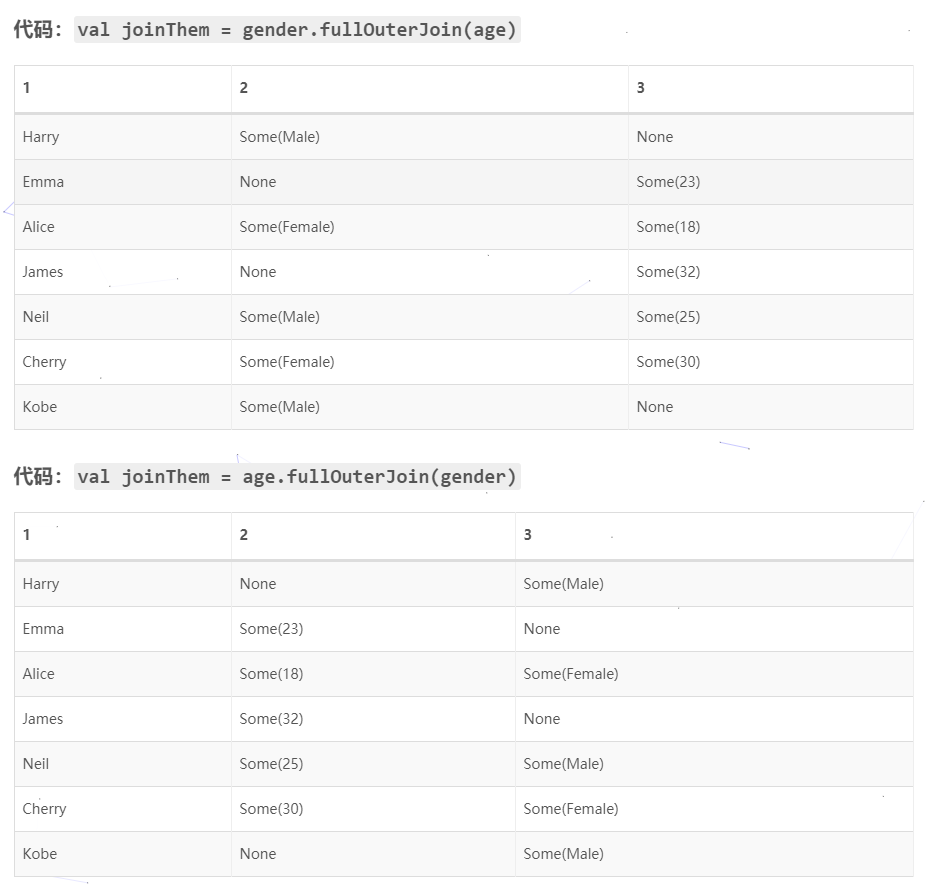 代码： val joinThem = gender.fullOuterJoin(age)
1 2 3
Harry Some(Male) None
Emma None Some(23)
Alice Some(Female) Some(18)
James None Some(32)
Neil Some(Male) Some(25)
Cherry Some(Female) Some(30)
Kobe Some(Male) None
代码： val joinThem = age.fullOuterJoin(gender)
1 2 3
Harry None Some(Male)
Emma Some(23) None
Alice Some(18) Some(Female)
James Some(32) None
Neil Some(25) Some(Male)
Cherry Some(30) Some(Female)
Kobe None Some(Male)